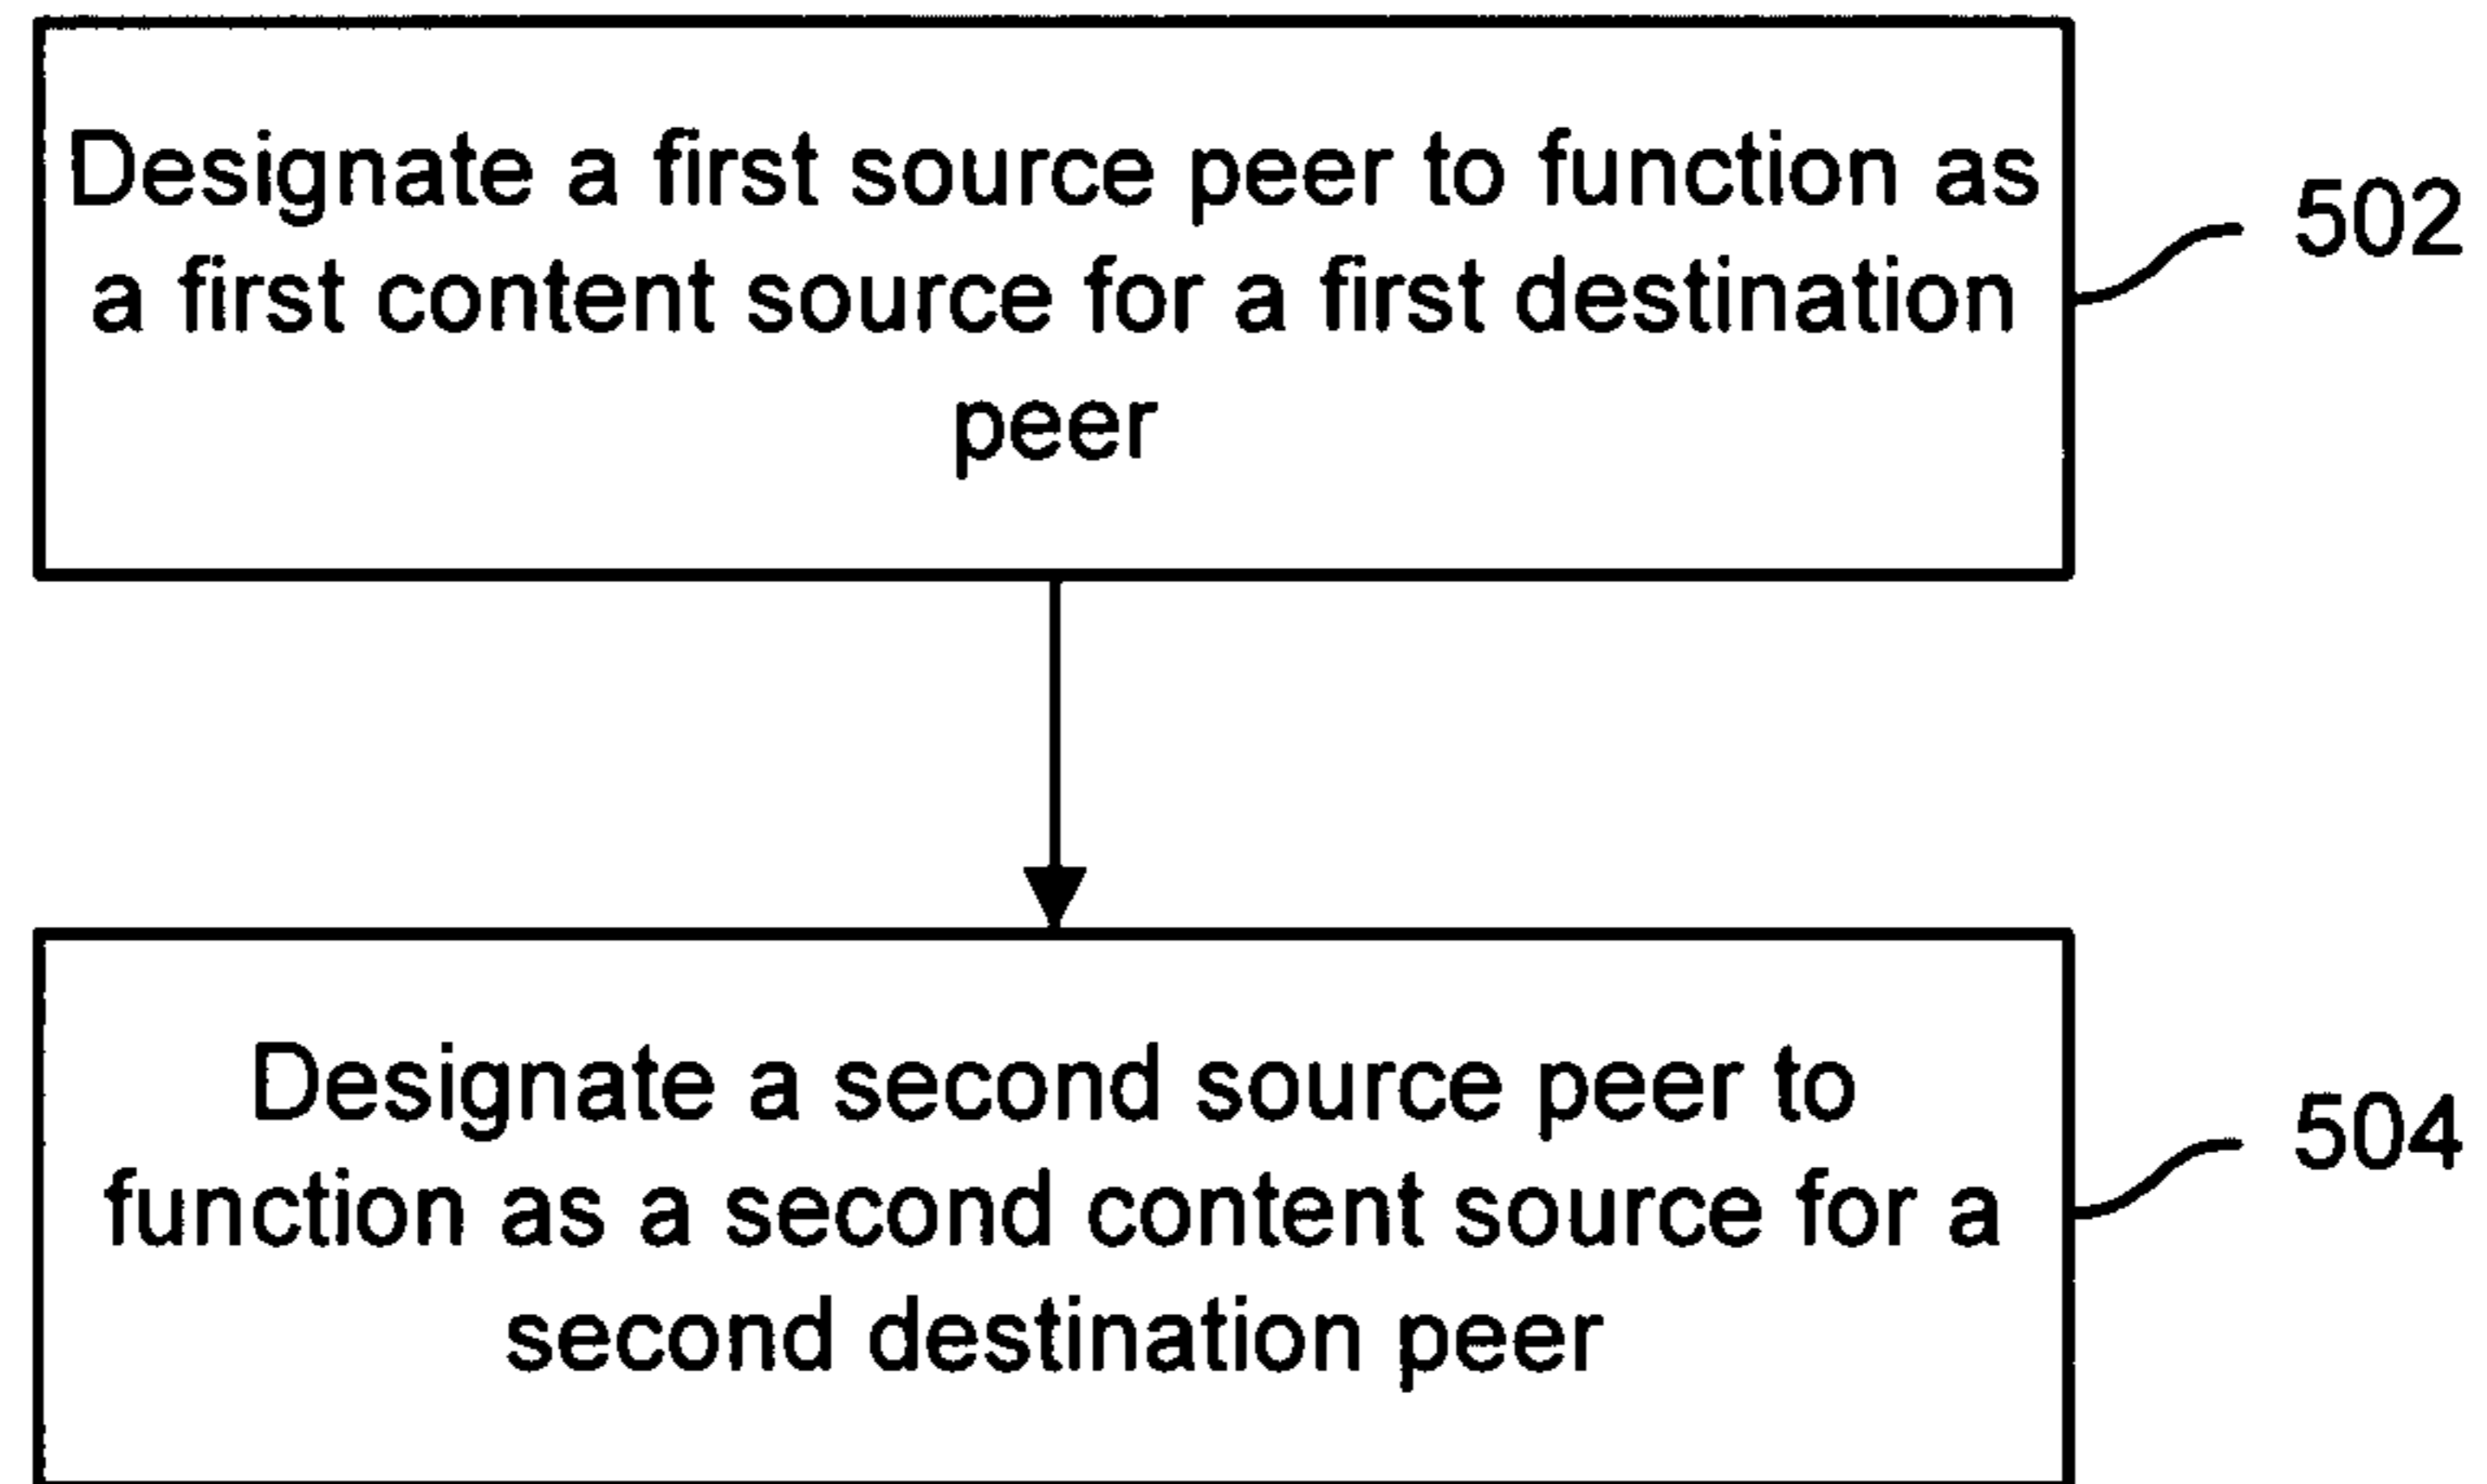 Designate a first source peer to function as
a first content source for a first destination
peer
502
Designate a second source peer to
function as a second content source for a
second destination peer
504